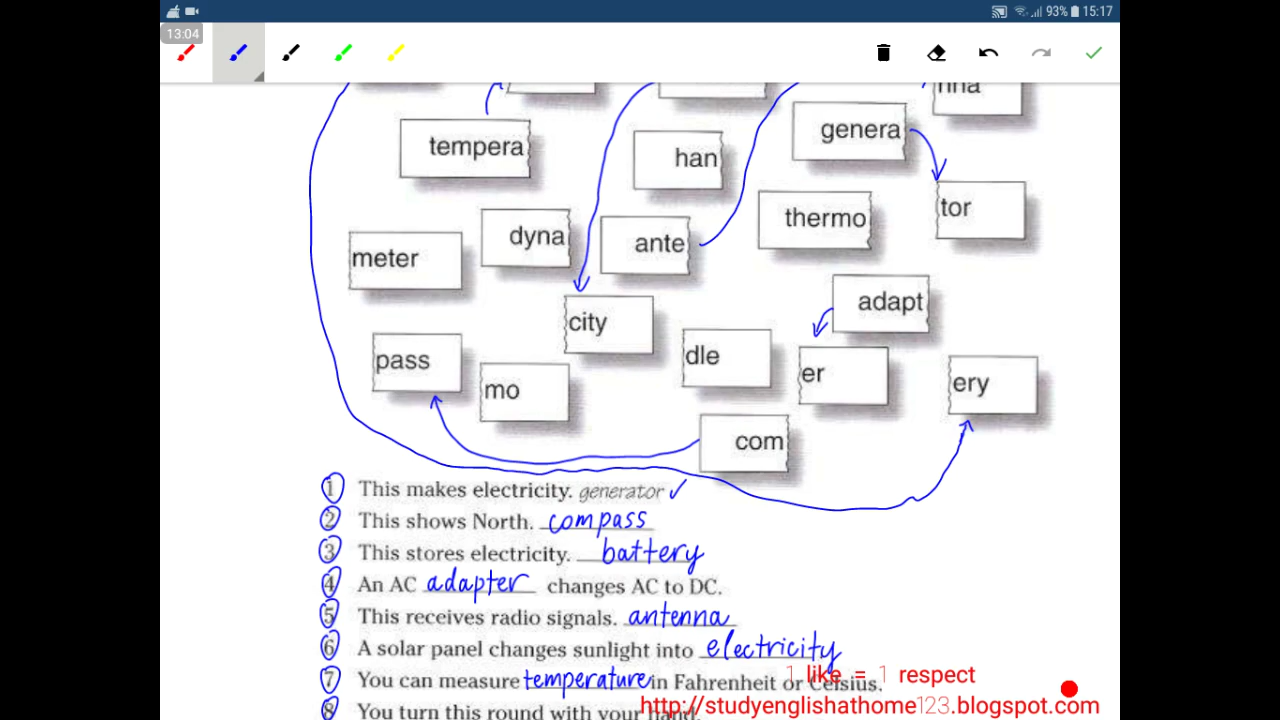 93% 15:17
13:04
nna
genera
tempera
han
tor
thermo
dyna
ante
meter
adapt
city
dle
pass
er
ery
mo
com
1 This makes electricity. generator ✓
2 This shows North. compass
3 This stores electricity. battery
4 An AC adapter changes AC to DC.
5 This receives radio signals. antenna
6 A solar panel changes sunlight into electricity
7 You can measure temperature in Fahrenheit or Celsius.
1 like = 1 respect
8 You turn this round with your hand.
http://studyenglishathome123.blogspot.com